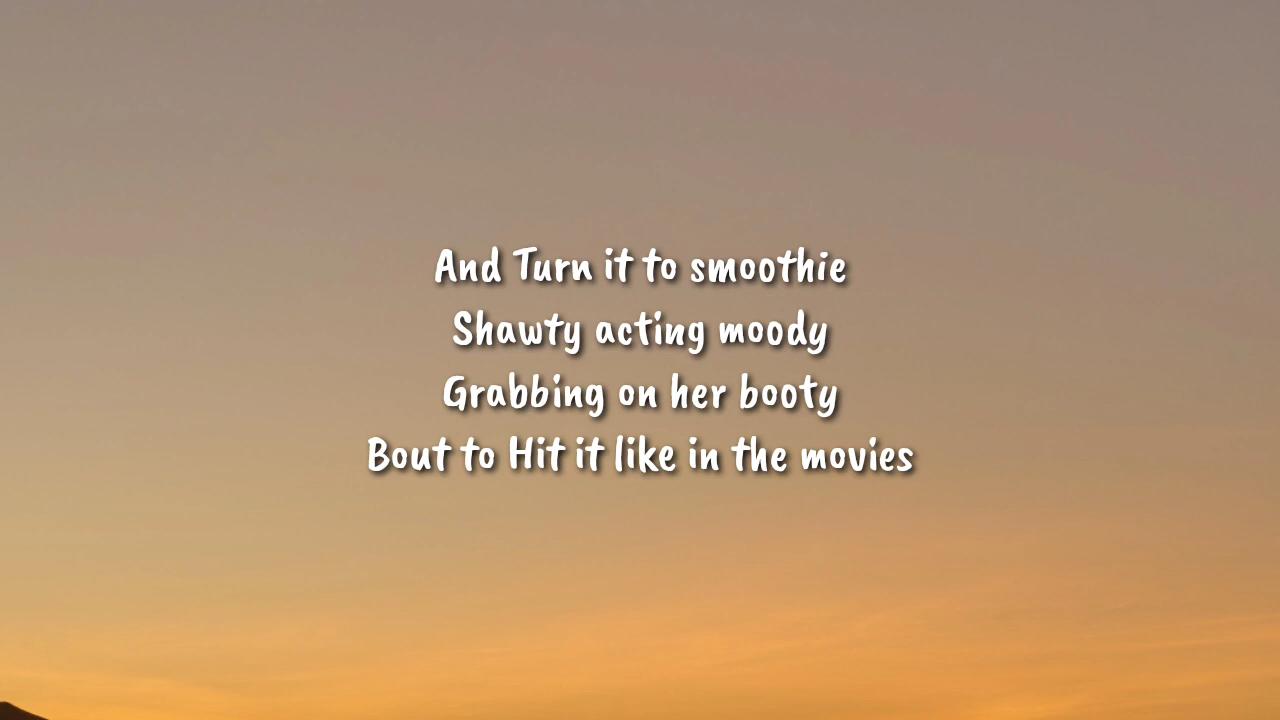 And Turn it to smoothie
Shawty acting moody
Grabbing on her booty
Bout to Hit it like in the movies